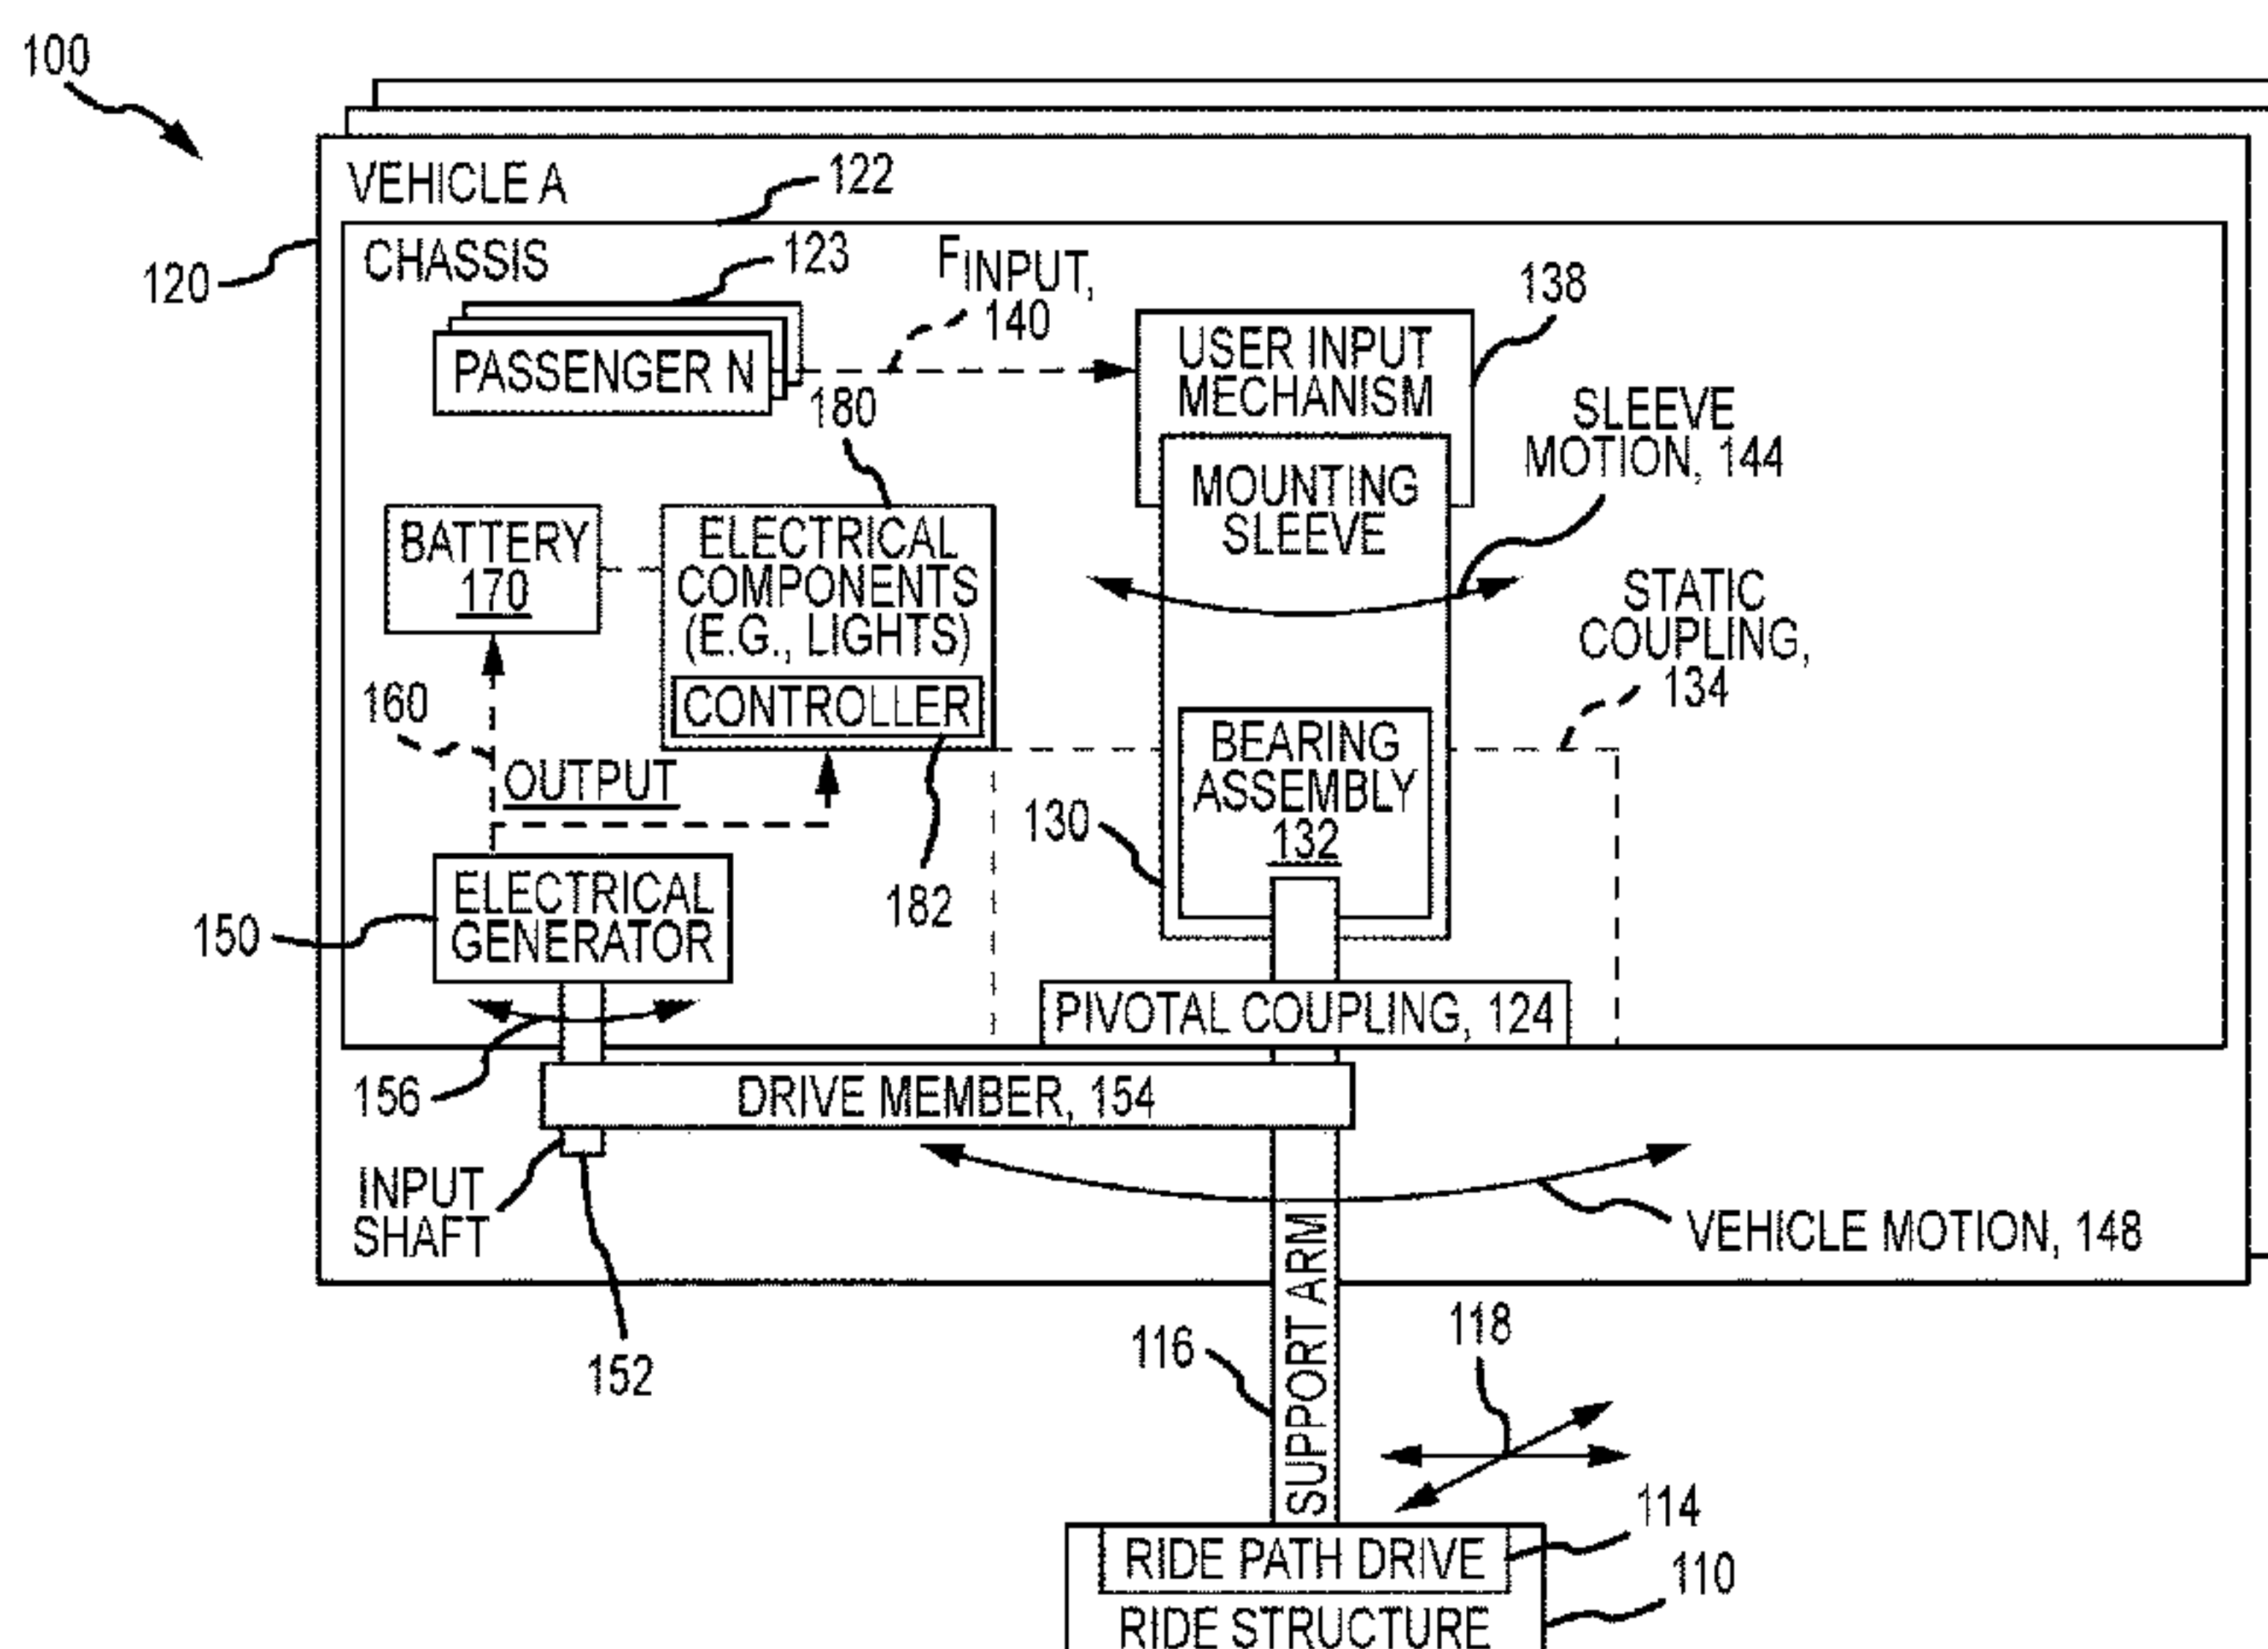 100
VEHICLE A
122
120
CHASSIS
123
FINPUT,
140
138
PASSENGER N
USER INPUT
MECHANISM
180
SLEEVE
MOTION, 144
MOUNTING
SLEEVE
BATTERY
170
ELECTRICAL
COMPONENTS
(E.G., LIGHTS)
CONTROLLER
STATIC
COUPLING,
134
160
OUTPUT
BEARING
ASSEMBLY
132
130
182
150
ELECTRICAL
GENERATOR
PIVOTAL COUPLING, 124
156
DRIVE MEMBER, 154
INPUT
SHAFT
VEHICLE MOTION, 148
152
116
SUPPORT ARM
118
114
RIDE PATH DRIVE
110
RIDE STRUCTURE